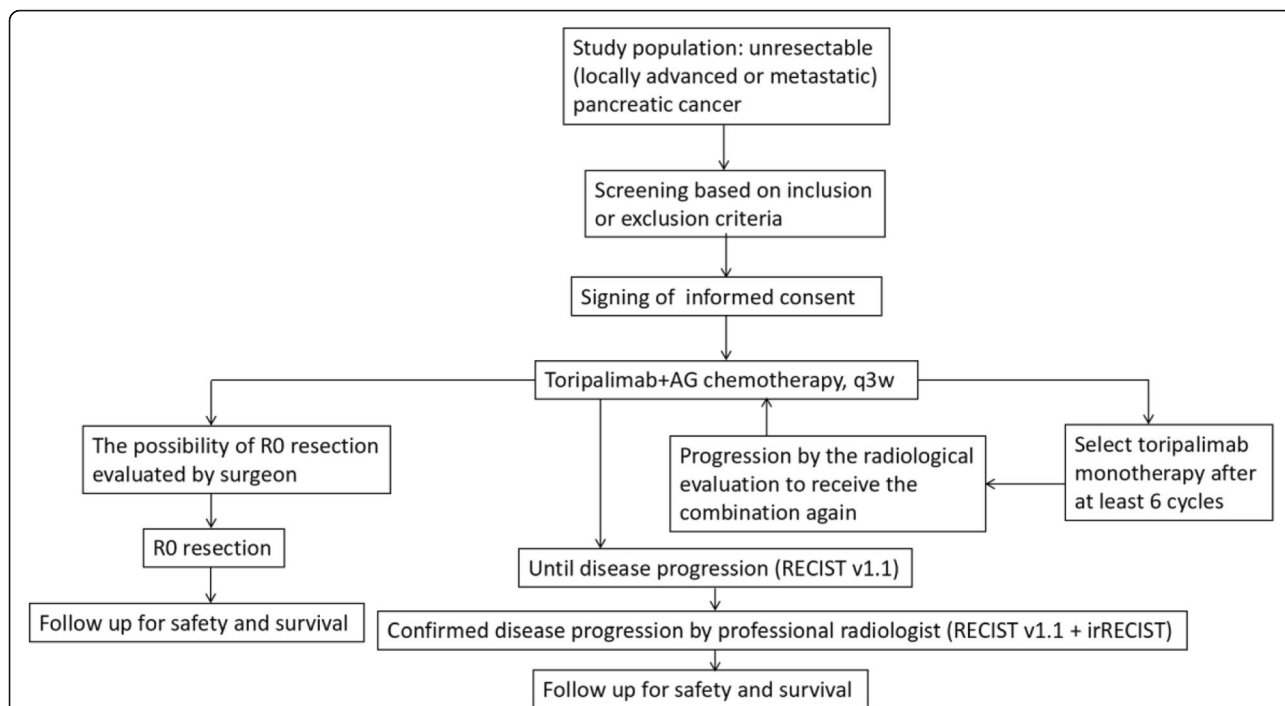 Study population: unresectable
(locally advanced or metastatic)
pancreatic cancer
Screening based on inclusion
or exclusion criteria
Signing of informed consent
Toripalimab+AG chemotherapy, q3w
The possibility of R0 resection
evaluated by surgeon
R0 resection
Follow up for safety and survival
Progression by the radiological
evaluation to receive the
combination again
Select toripalimab
monotherapy after
at least 6 cycles
Until disease progression (RECIST v1.1)
Confirmed disease progression by professional radiologist (RECIST v1.1 + irRECIST)
Follow up for safety and survival